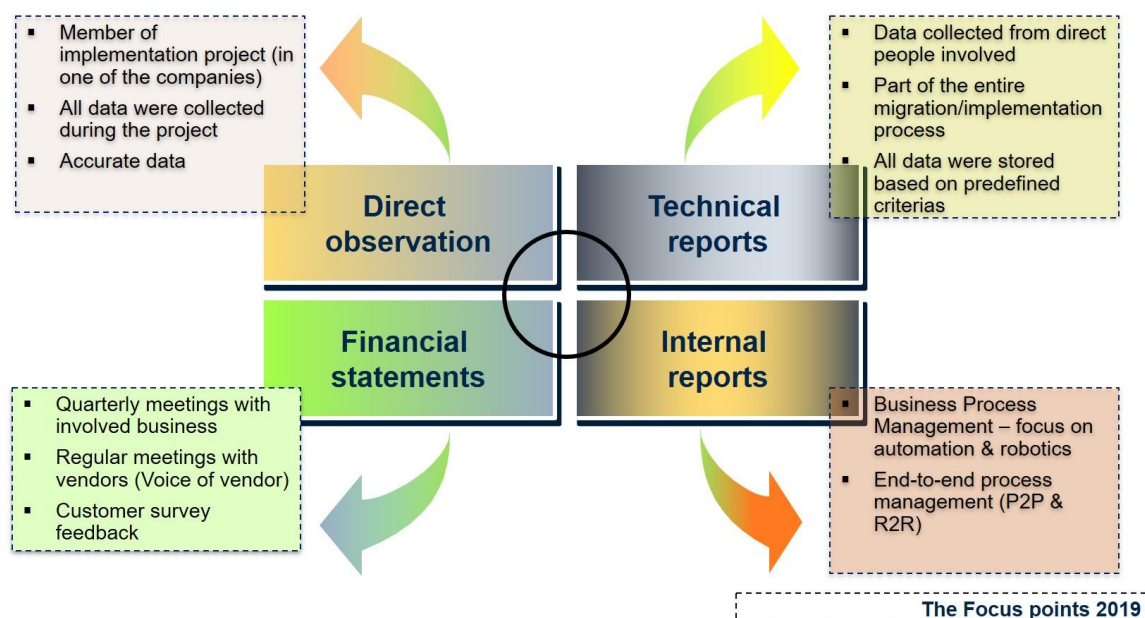 ▪ Member of
implementation project (in
one of the companies)
▪ All data were collected
during the project
▪ Accurate data
▪ Data collected from direct
people involved
▪ Part of the entire
migration/implementation
process
▪ All data were stored
based on predefined
criterias
Direct
observation
Technical
reports
Financial
statements
Internal
reports
▪ Quarterly meetings with
involved business
▪ Regular meetings with
vendors (Voice of vendor)
▪ Customer survey
feedback
▪ Business Process
Management – focus on
automation & robotics
▪ End-to-end process
management (P2P &
R2R)
The Focus points 2019